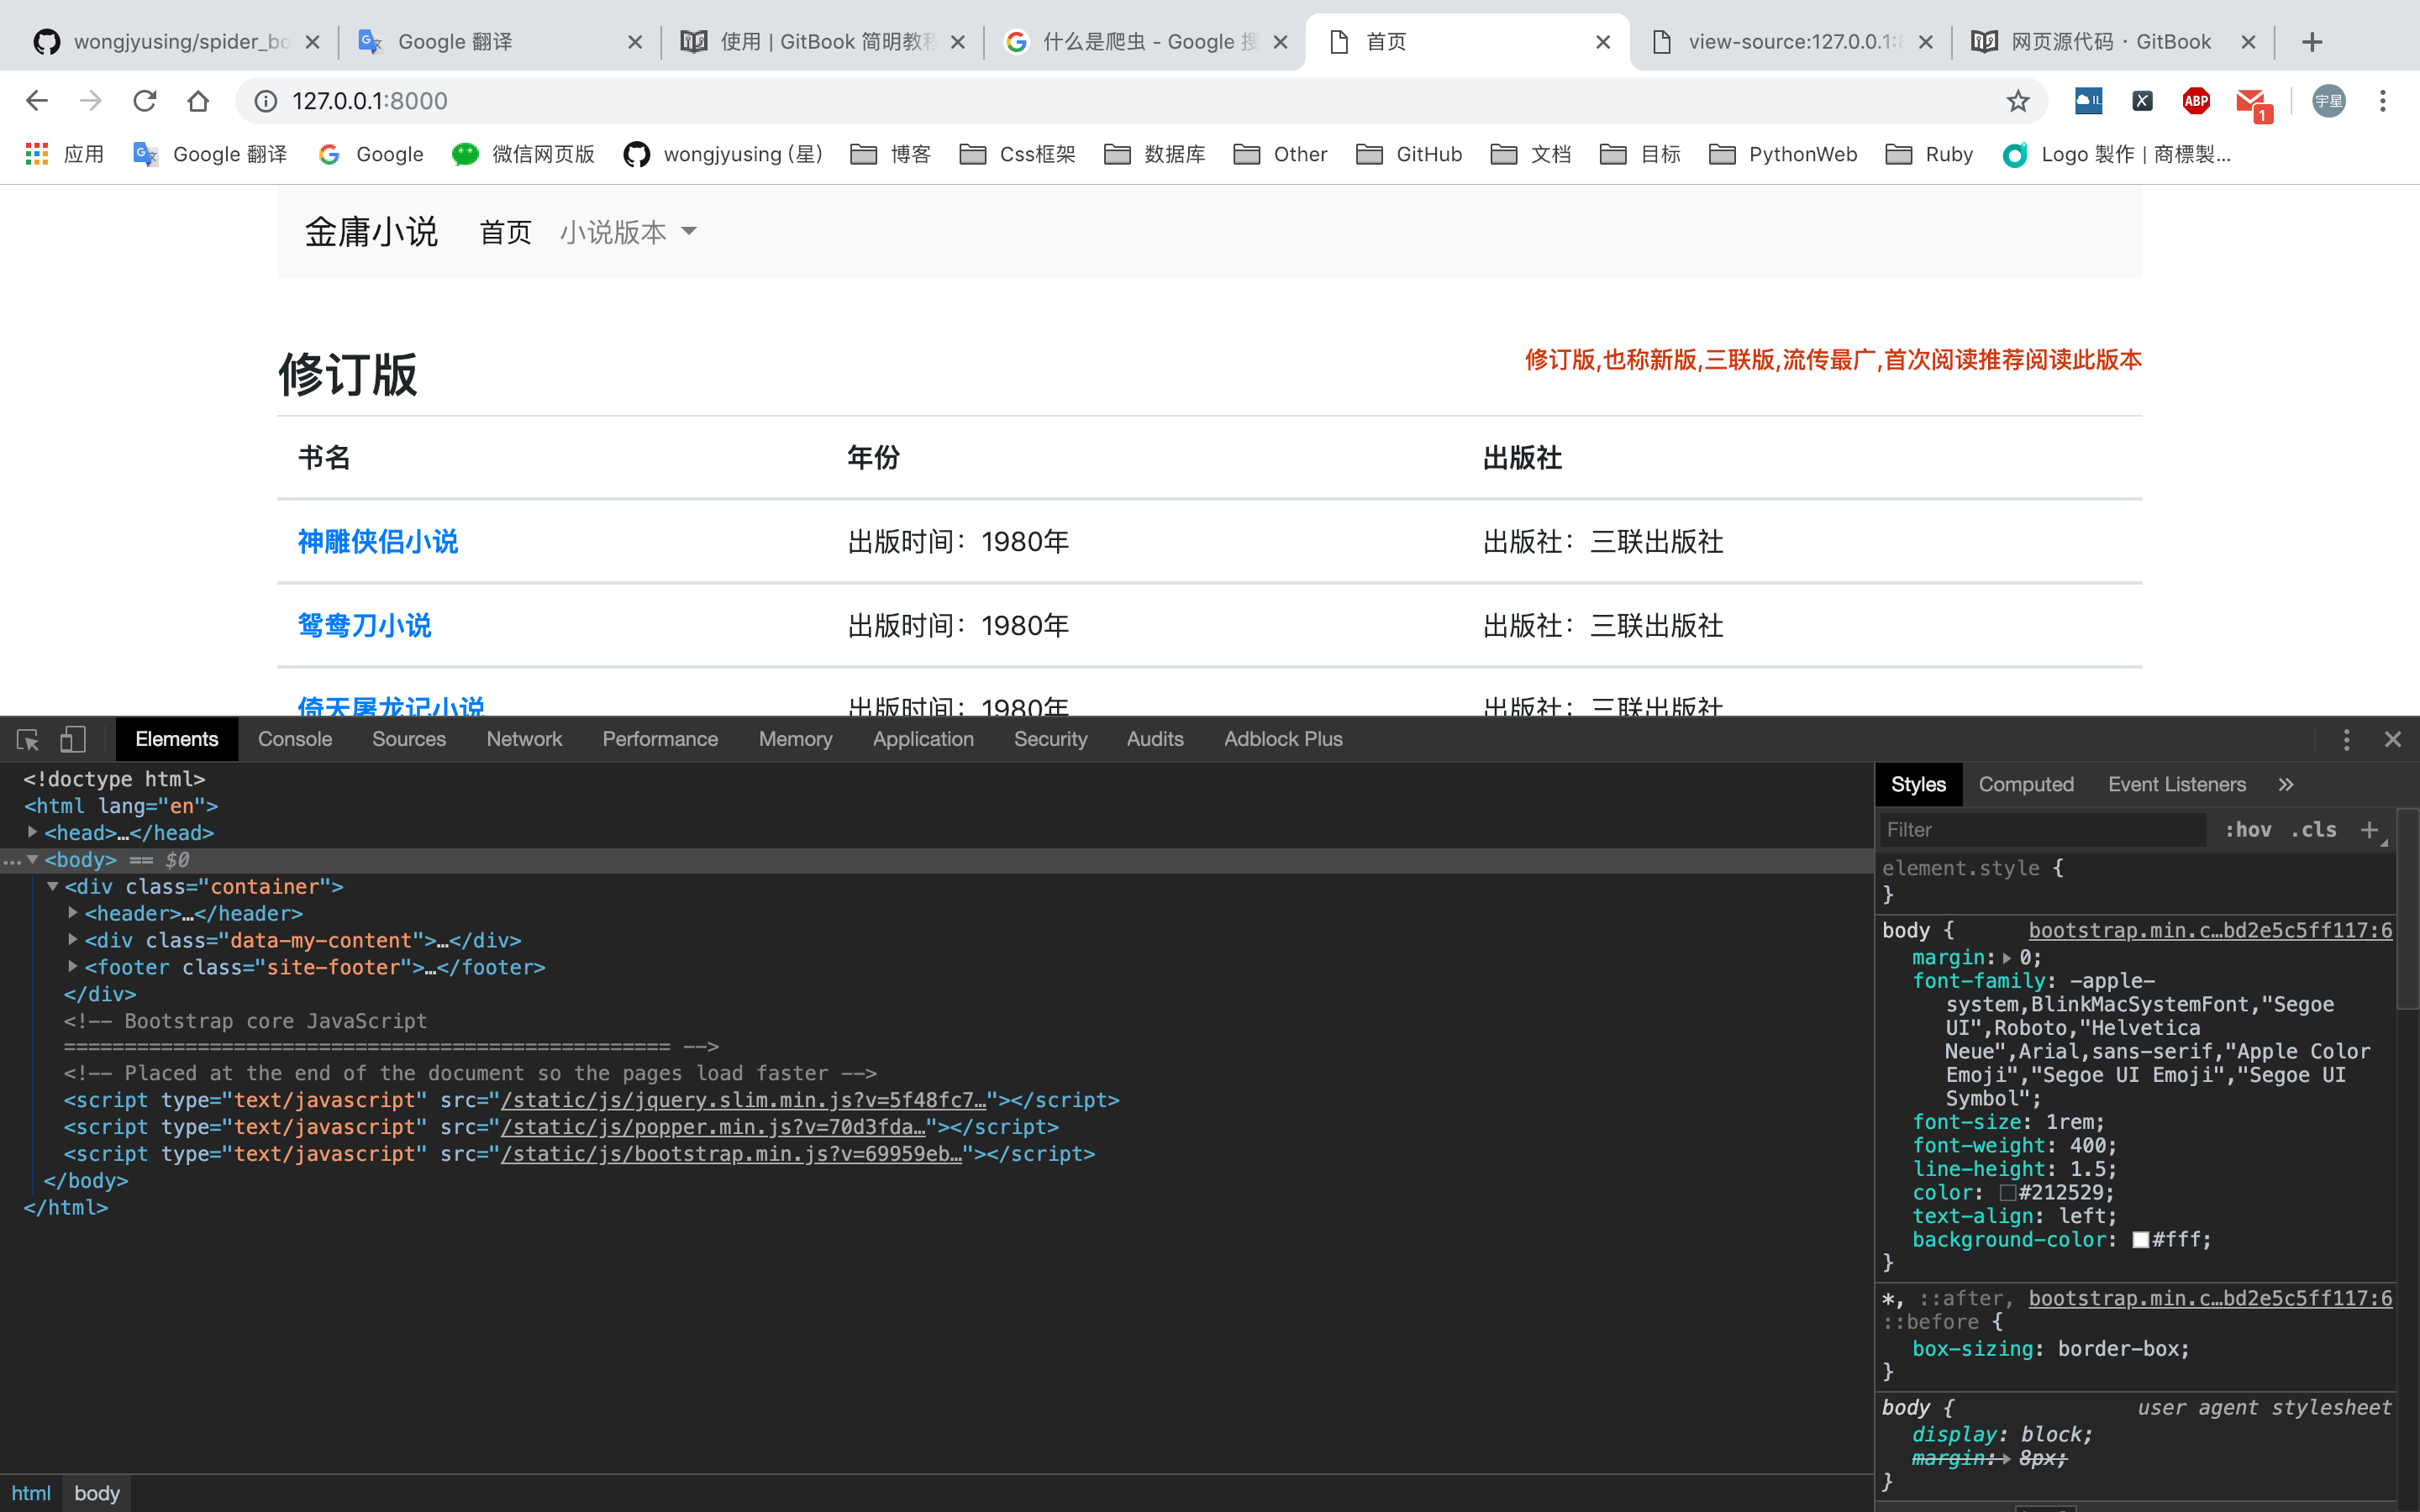 wongjyusing/spider_bo
Google 翻译
使用 | GitBook 简明教程
什么是爬虫 - Google 搜
首页
view-source:127.0.0.1:8
网页源代码 · GitBook
127.0.0.1:8000
IL
X
ABP
1
宇星
应用
Google 翻译
Google
微信网页版
wongjyusing (星)
博客
Css框架
数据库
Other
GitHub
文档
目标
PythonWeb
Ruby
Logo 製作 | 商標製...
金庸小说
首页
小说版本
修订版
修订版,也称新版,三联版,流传最广,首次阅读推荐阅读此版本
书名 年份 出版社
神雕侠侣小说 出版时间：1980年 出版社：三联出版社
鸳鸯刀小说 出版时间：1980年 出版社：三联出版社
倚天屠龙记小说 出版时间：1980年 出版社：三联出版社
Elements Console Sources Network Performance Memory Application Security Audits Adblock Plus
<!doctype html>
<html lang="en">
<head>…</head>
<body> == $0
<div class="container">
<header>…</header>
<div class="data-my-content">…</div>
<footer class="site-footer">…</footer>
</div>
<!-- Bootstrap core JavaScript
================================================== -->
<!-- Placed at the end of the document so the pages load faster -->
<script type="text/javascript" src="/static/js/jquery.slim.min.js?v=5f48fc7…"></script>
<script type="text/javascript" src="/static/js/popper.min.js?v=70d3fda…"></script>
<script type="text/javascript" src="/static/js/bootstrap.min.js?v=69959eb…"></script>
</body>
</html>
html body
Styles Computed Event Listeners »
Filter :hov .cls +
element.style {
}
body { bootstrap.min.c…bd2e5c5ff117:6
margin: 0;
font-family: -apple-
system,BlinkMacSystemFont,"Segoe
UI",Roboto,"Helvetica
Neue",Arial,sans-serif,"Apple Color
Emoji","Segoe UI Emoji","Segoe UI
Symbol";
font-size: 1rem;
font-weight: 400;
line-height: 1.5;
color: #212529;
text-align: left;
background-color: #fff;
}
*, ::after, bootstrap.min.c…bd2e5c5ff117:6
::before {
box-sizing: border-box;
}
body { user agent stylesheet
display: block;
margin: 8px;
}